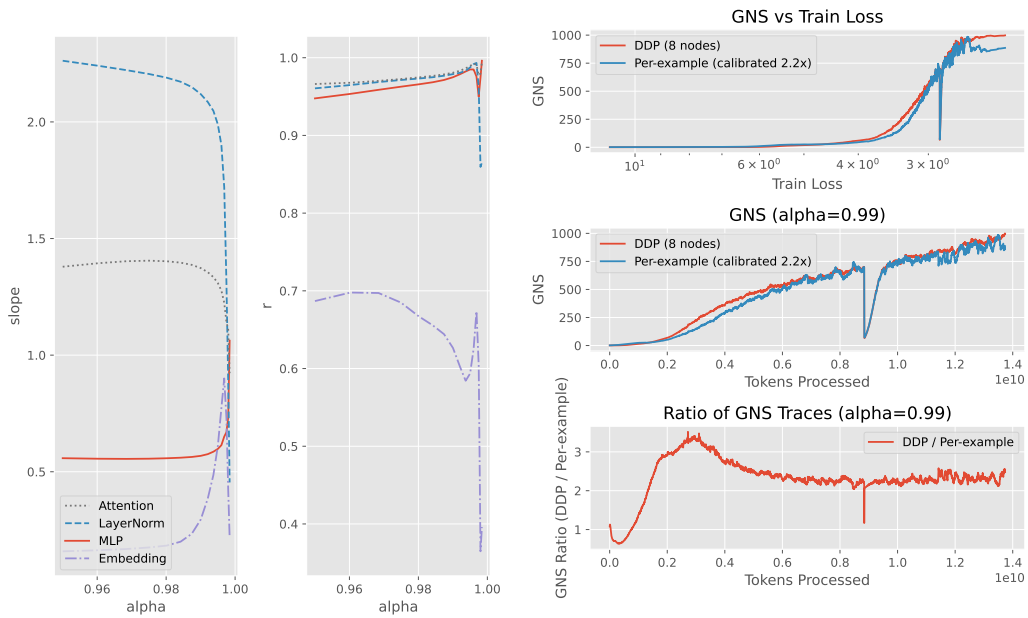 2.0
1.5
1.0
0.5
slope
0.96
0.98
1.00
alpha
Attention
LayerNorm
MLP
Embedding
1.0
0.9
0.8
0.7
0.6
0.5
0.4
r
0.96
0.98
1.00
alpha
GNS vs Train Loss
1000
750
500
250
0
GNS
DDP (8 nodes)
Per-example (calibrated 2.2x)
10¹
6 × 10⁰
4 × 10⁰
3 × 10⁰
Train Loss
GNS (alpha=0.99)
1000
750
500
250
0
GNS
DDP (8 nodes)
Per-example (calibrated 2.2x)
0.0
0.2
0.4
0.6
0.8
1.0
1.2
1.4
1e10
Tokens Processed
Ratio of GNS Traces (alpha=0.99)
3
2
1
GNS Ratio (DDP / Per-example)
DDP / Per-example
0.0
0.2
0.4
0.6
0.8
1.0
1.2
1.4
1e10
Tokens Processed